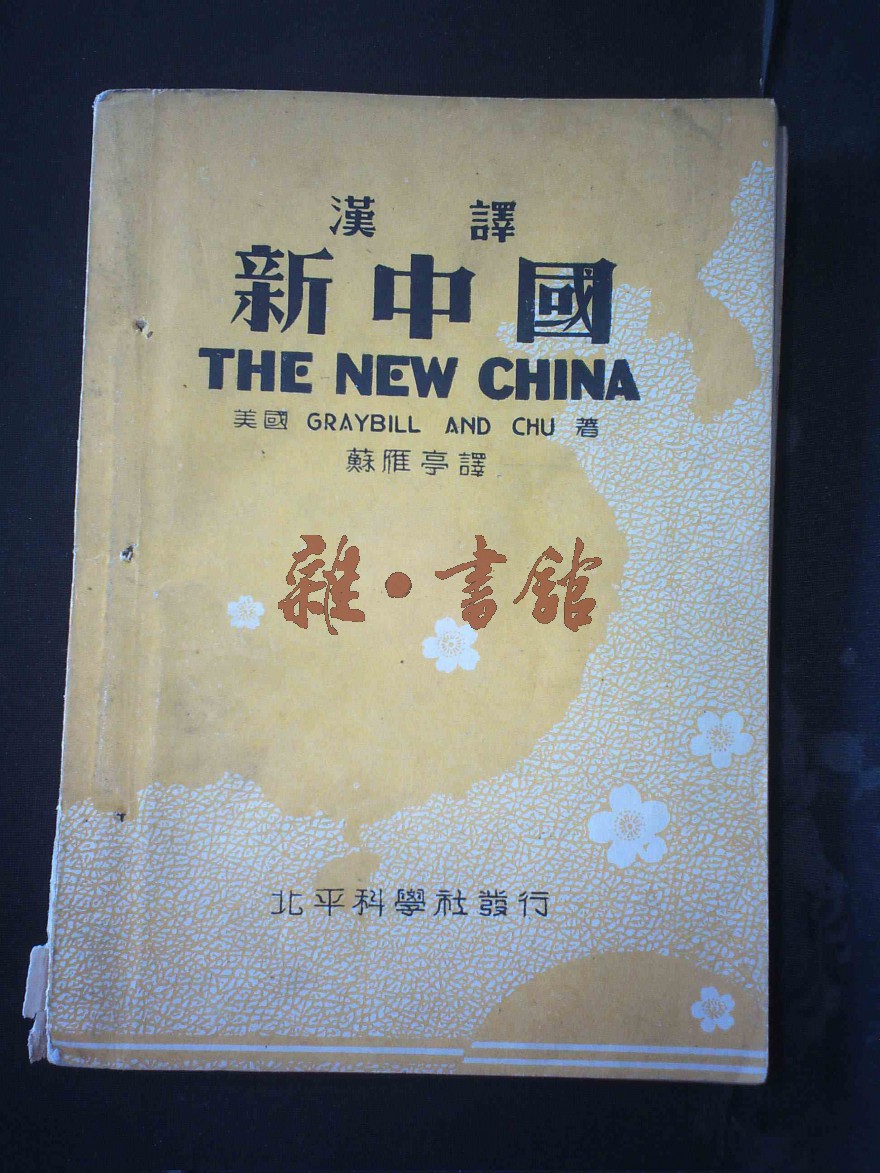 漢 譯
新中國
THE NEW CHINA
美國 GRAYBILL AND CHU 著
蘇雁亭譯
雜·書館
北平科學社發行